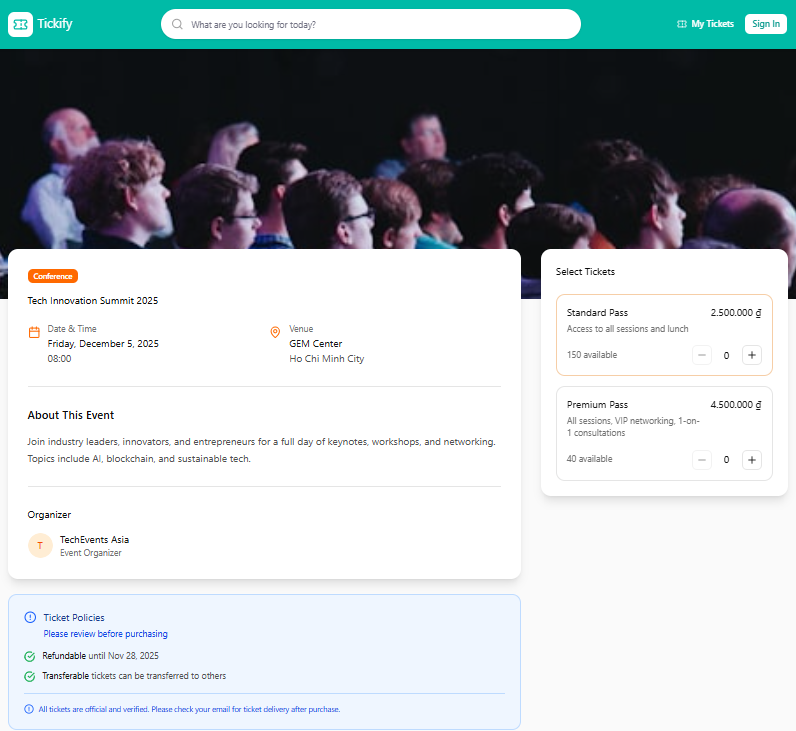 Tickify
What are you looking for today?
My Tickets
Sign In
Conference
Tech Innovation Summit 2025
Date & Time
Friday, December 5, 2025
08:00
Venue
GEM Center
Ho Chi Minh City
About This Event
Join industry leaders, innovators, and entrepreneurs for a full day of keynotes, workshops, and networking.
Topics include AI, blockchain, and sustainable tech.
Organizer
T
TechEvents Asia
Event Organizer
Ticket Policies
Please review before purchasing
Refundable until Nov 28, 2025
Transferable tickets can be transferred to others
All tickets are official and verified. Please check your email for ticket delivery after purchase.
Select Tickets
Standard Pass 2.500.000 ₫
Access to all sessions and lunch
150 available − 0 +
Premium Pass 4.500.000 ₫
All sessions, VIP networking, 1-on-
1 consultations
40 available − 0 +